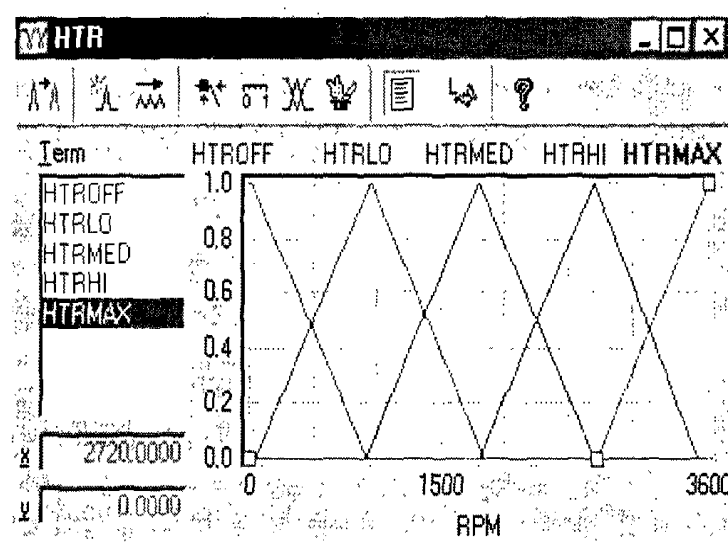 HTR
Term HTROFF HTRLO HTRMED HTRHI HTRMAX
HTROFF
HTRLO
HTRMED
HTRHI
HTRMAX
1.0
0.8
0.6
0.4
0.2
0.0
x 2720.0000
y 0.0000
0 1500 3600
RPM